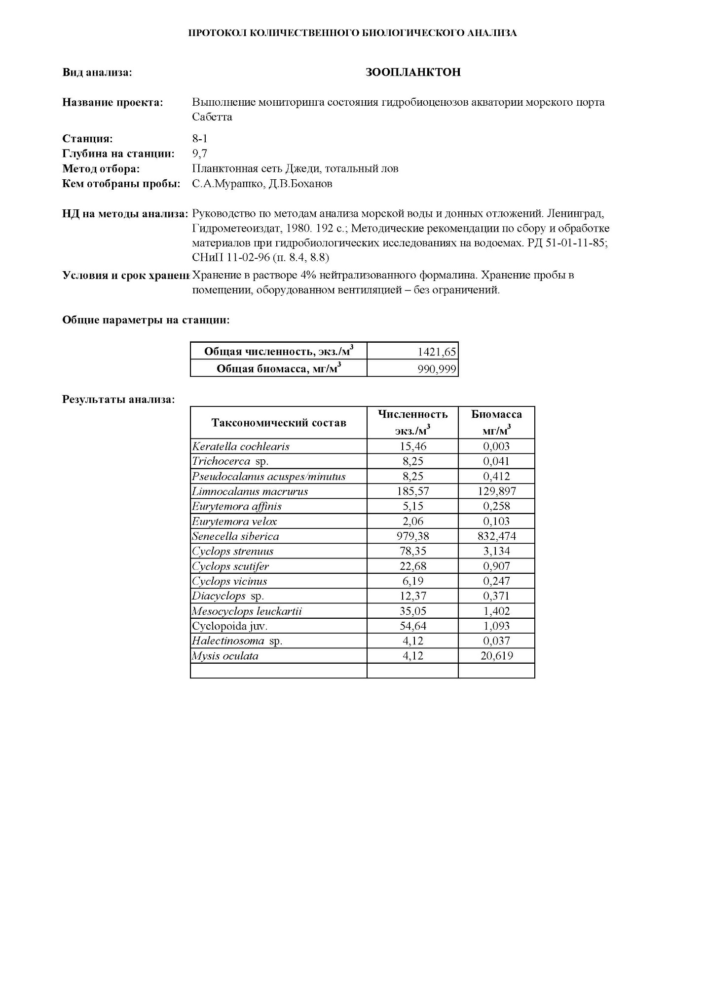 ПРОТОКОЛ КОЛИЧЕСТВЕННОГО БИОЛОГИЧЕСКОГО АНАЛИЗА
Вид анализа: ЗООПЛАНКТОН
Название проекта: Выполнение мониторинга состояния гидробиоценозов акватории морского порта
Сабетта
Станция: 8-1
Глубина на станции: 9,7
Метод отбора: Планктонная сеть Джеди, тотальный лов
Кем отобраны пробы: С.А.Мурашко, Д.В.Боханов
НД на методы анализа: Руководство по методам анализа морской воды и донных отложений. Ленинград,
Гидрометеоиздат, 1980. 192 с.; Методические рекомендации по сбору и обработке
материалов при гидробиологических исследованиях на водоемах. РД 51-01-11-85;
СНиП 11-02-96 (п. 8.4, 8.8)
Условия и срок хранени Хранение в растворе 4% нейтрализованного формалина. Хранение пробы в
помещении, оборудованном вентиляцией – без ограничений.
Общие параметры на станции:
Общая численность, экз./м³ 1421,65
Общая биомасса, мг/м³ 990,999
Результаты анализа:
Таксономический состав Численность экз./м³ Биомасса мг/м³
Keratella cochlearis 15,46 0,003
Trichocerca sp. 8,25 0,041
Pseudocalanus acuspes/minutus 8,25 0,412
Limnocalanus macrurus 185,57 129,897
Eurytemora affinis 5,15 0,258
Eurytemora velox 2,06 0,103
Senecella siberica 979,38 832,474
Cyclops strenuus 78,35 3,134
Cyclops scutifer 22,68 0,907
Cyclops vicinus 6,19 0,247
Diacyclops sp. 12,37 0,371
Mesocyclops leuckartii 35,05 1,402
Cyclopoida juv. 54,64 1,093
Halectinosoma sp. 4,12 0,037
Mysis oculata 4,12 20,619